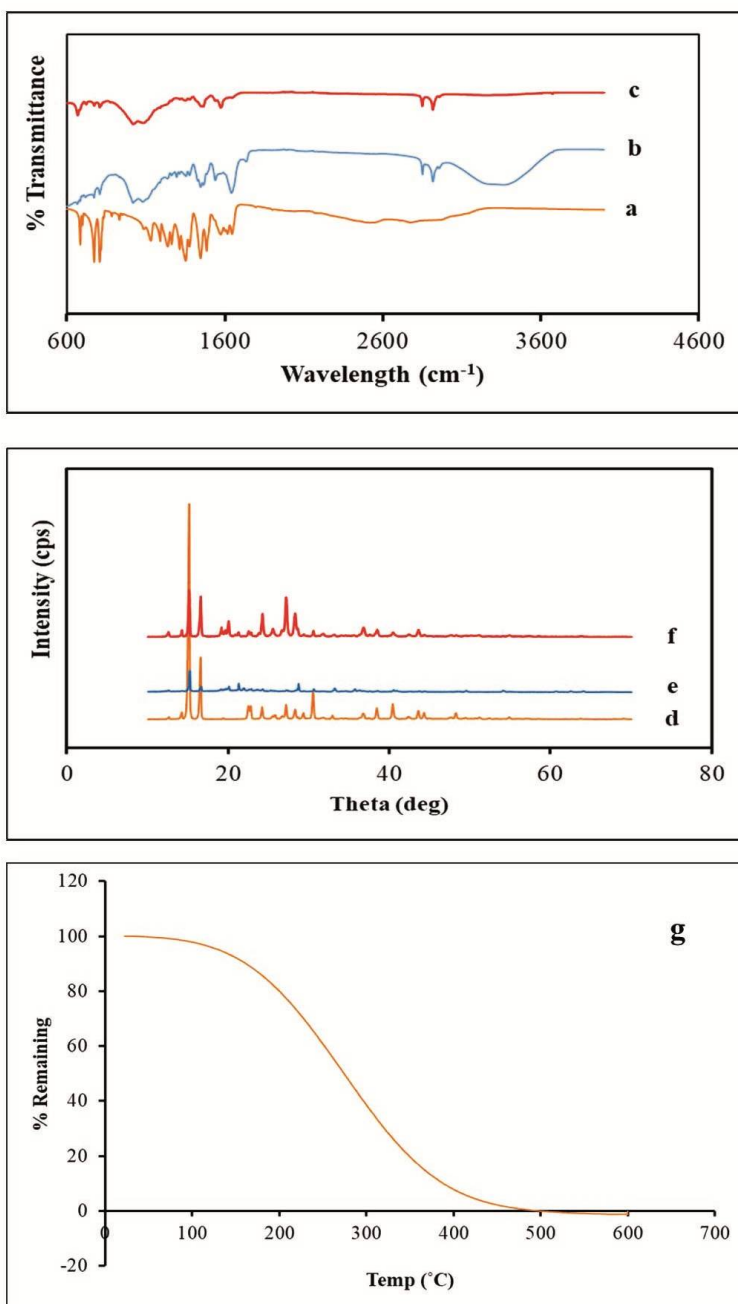 % Transmittance
c
b
a
600 1600 2600 3600 4600
Wavelength (cm-1)
Intensity (cps)
f
e
d
0 20 40 60 80
Theta (deg)
120
g
100
80
60
40
20
0
-20
% Remaining
0 100 200 300 400 500 600 700
Temp (˚C)